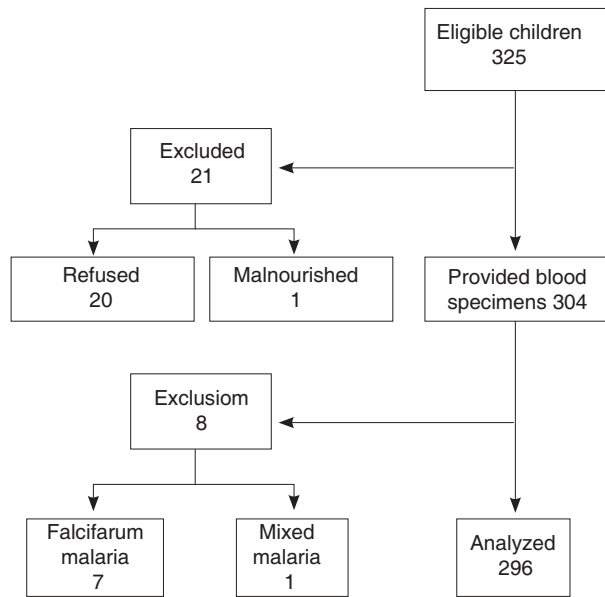 Eligible children
325
Excluded
21
Refused
20
Malnourished
1
Provided blood
specimens 304
Exclusiom
8
Falcifarum
malaria
7
Mixed
malaria
1
Analyzed
296